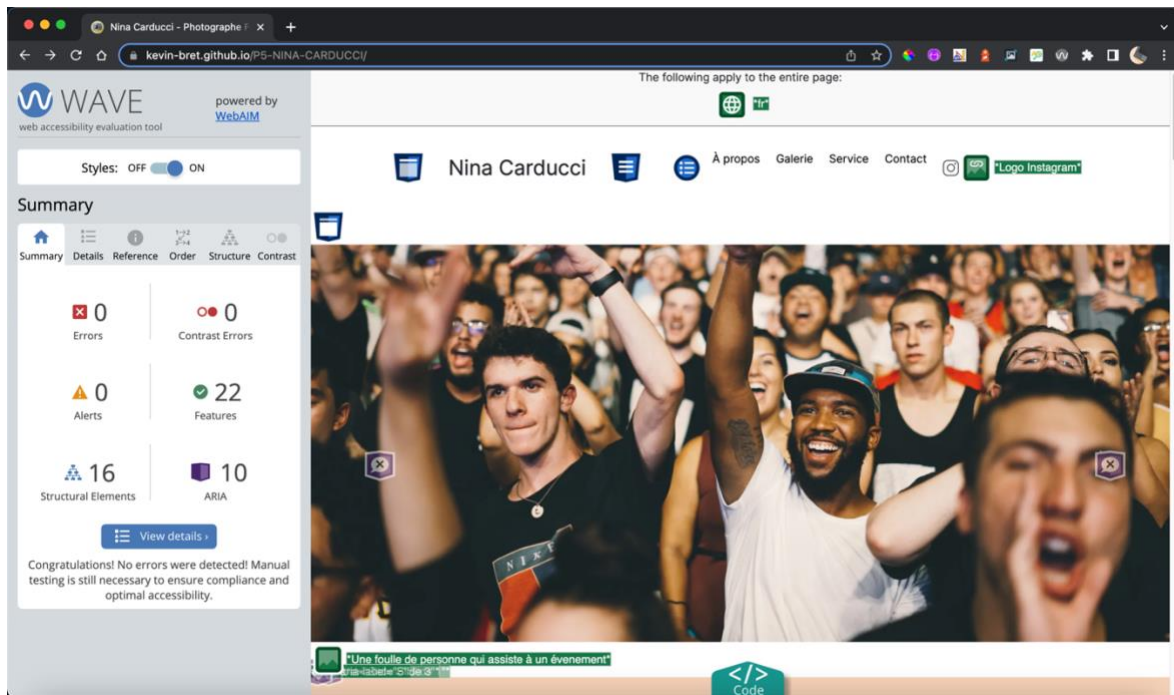 Nina Carducci - Photographe F
kevin-bret.github.io/P5-NINA-CARDUCCI/
WAVE
web accessibility evaluation tool
powered by
WebAIM
Styles: OFF ON
Summary
Summary Details Reference Order Structure Contrast
0
Errors
0
Contrast Errors
0
Alerts
22
Features
16
Structural Elements
10
ARIA
View details ›
Congratulations! No errors were detected! Manual
testing is still necessary to ensure compliance and
optimal accessibility.
The following apply to the entire page:
*fr*
Nina Carducci
À propos Galerie Service Contact
*Logo Instagram*
*Une foulle de personne qui assiste à un évenement*
</>
Code